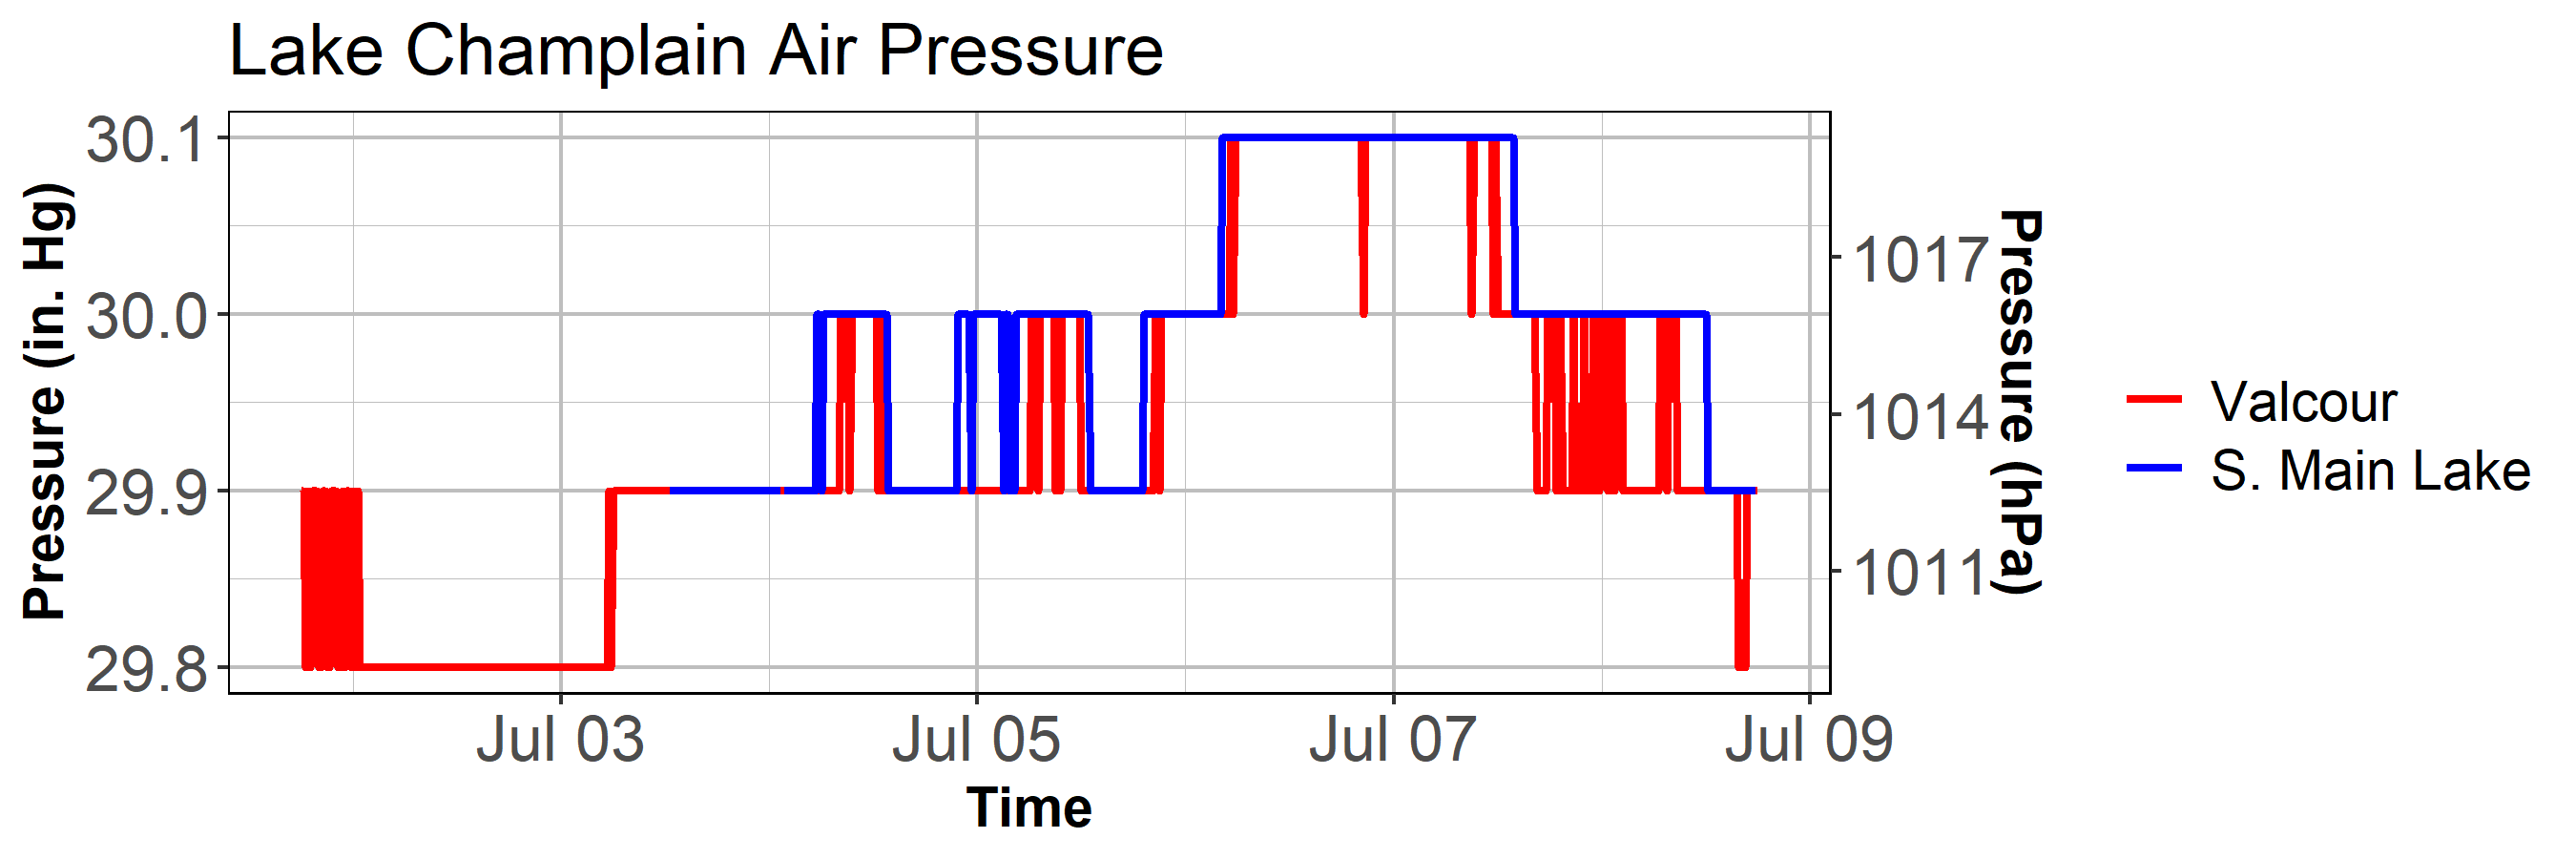 Lake Champlain Air Pressure
Pressure (in. Hg)
30.1
30.0
29.9
29.8
1017
1014
1011
Pressure (hPa)
Jul 03
Jul 05
Jul 07
Jul 09
Time
Valcour
S. Main Lake